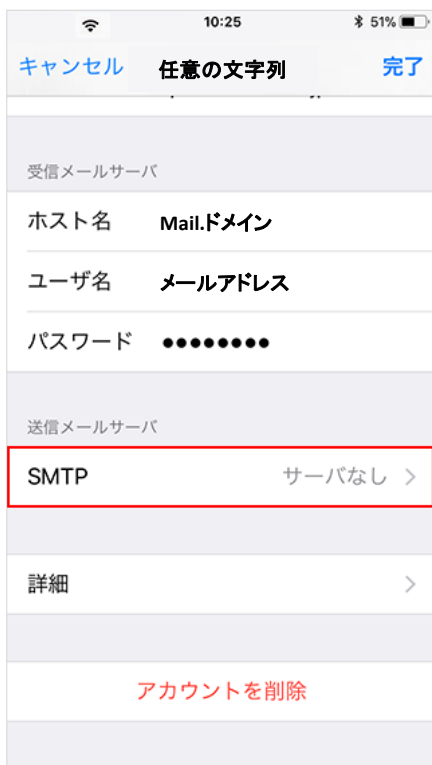 10:25
51%
キャンセル 任意の文字列 完了
受信メールサーバ
ホスト名 Mail.ドメイン
ユーザ名 メールアドレス
パスワード ●●●●●●●●
送信メールサーバ
SMTP サーバなし >
詳細 >
アカウントを削除